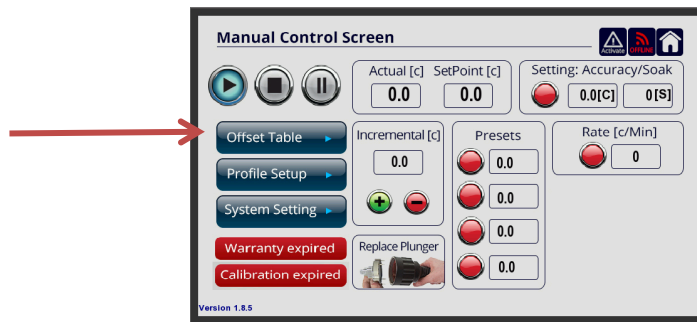 Manual Control Screen
Activate
OFFLINE
Actual [c] SetPoint [c]
0.0 0.0
Setting: Accuracy/Soak
0.0[C] 0[S]
Offset Table
Profile Setup
System Setting
Warranty expired
Calibration expired
Incremental [c]
0.0
Replace Plunger
Presets
0.0
0.0
0.0
0.0
Rate [c/Min]
0
Version 1.8.5